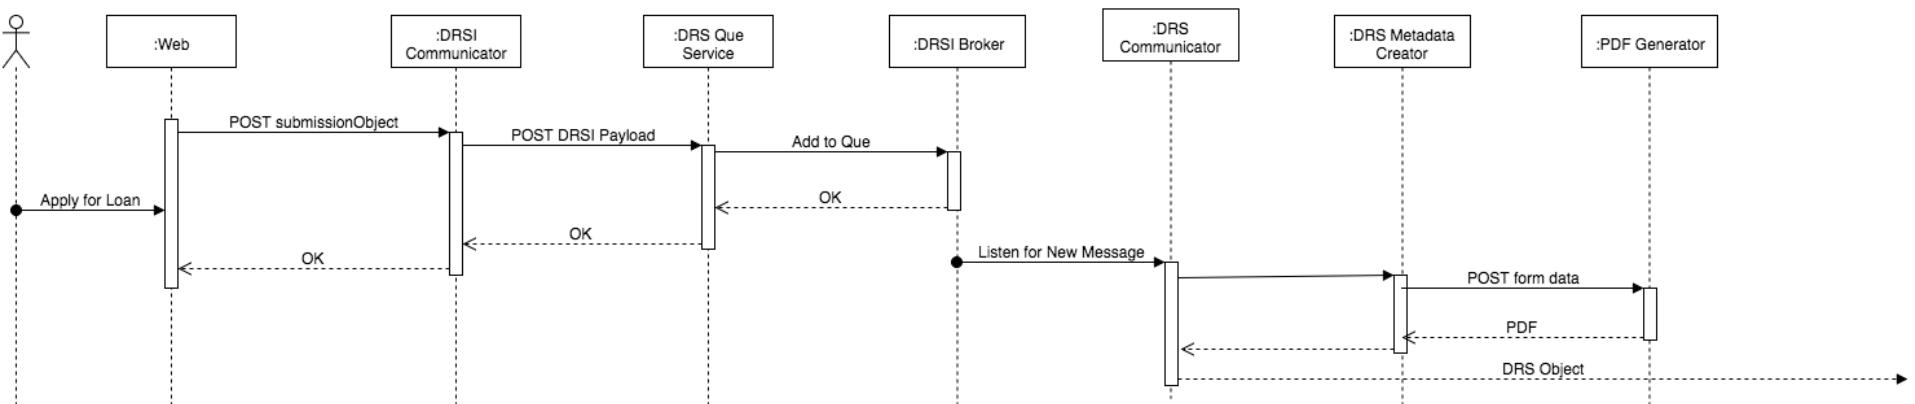 :Web
:DRSI
Communicator
:DRS Que
Service
:DRSI Broker
:DRS
Communicator
:DRS Metadata
Creator
:PDF Generator
POST submissionObject
POST DRSI Payload
Add to Que
Apply for Loan
OK
OK
OK
Listen for New Message
POST form data
PDF
DRS Object